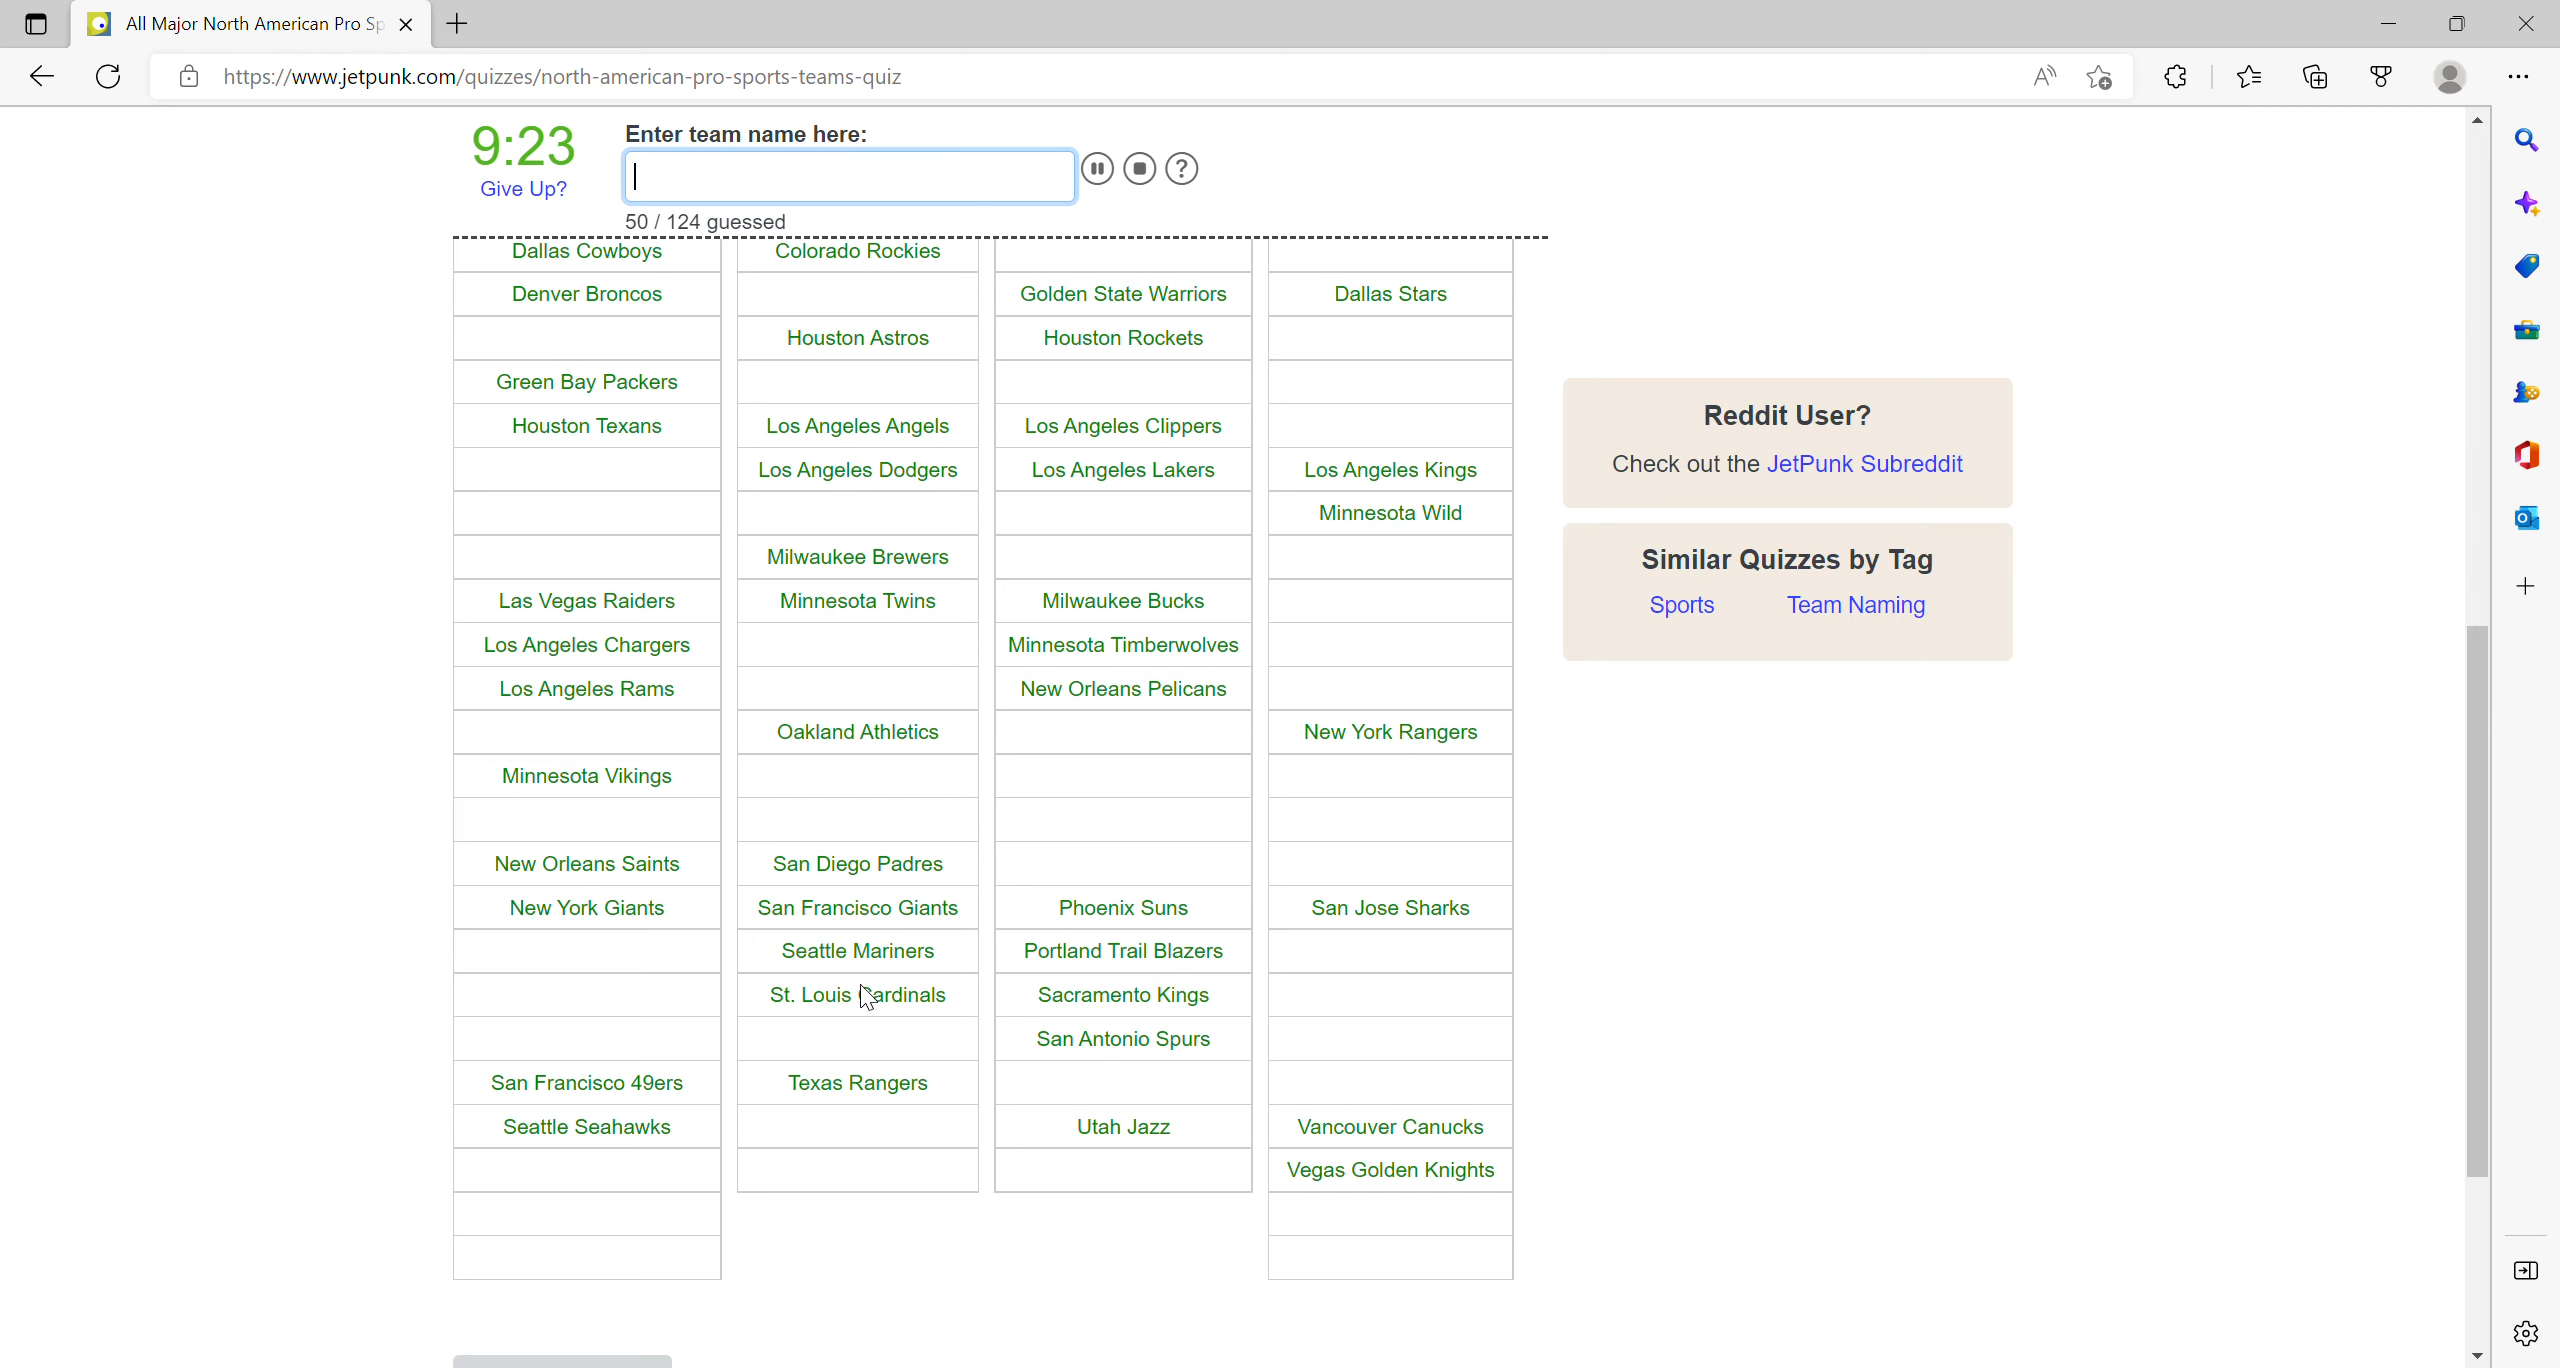 All Major North American Pro Sp
https://www.jetpunk.com/quizzes/north-american-pro-sports-teams-quiz
9:23
Give Up?
Enter team name here:
50 / 124 guessed
Dallas Cowboys Colorado Rockies
Denver Broncos Golden State Warriors Dallas Stars
Houston Astros Houston Rockets
Green Bay Packers
Houston Texans Los Angeles Angels Los Angeles Clippers
Los Angeles Dodgers Los Angeles Lakers Los Angeles Kings
Minnesota Wild
Milwaukee Brewers
Las Vegas Raiders Minnesota Twins Milwaukee Bucks
Los Angeles Chargers Minnesota Timberwolves
Los Angeles Rams New Orleans Pelicans
Oakland Athletics New York Rangers
Minnesota Vikings
New Orleans Saints San Diego Padres
New York Giants San Francisco Giants Phoenix Suns San Jose Sharks
Seattle Mariners Portland Trail Blazers
St. Louis Cardinals Sacramento Kings
San Antonio Spurs
San Francisco 49ers Texas Rangers
Seattle Seahawks Utah Jazz Vancouver Canucks
Vegas Golden Knights
Reddit User?
Check out the JetPunk Subreddit
Similar Quizzes by Tag
Sports Team Naming